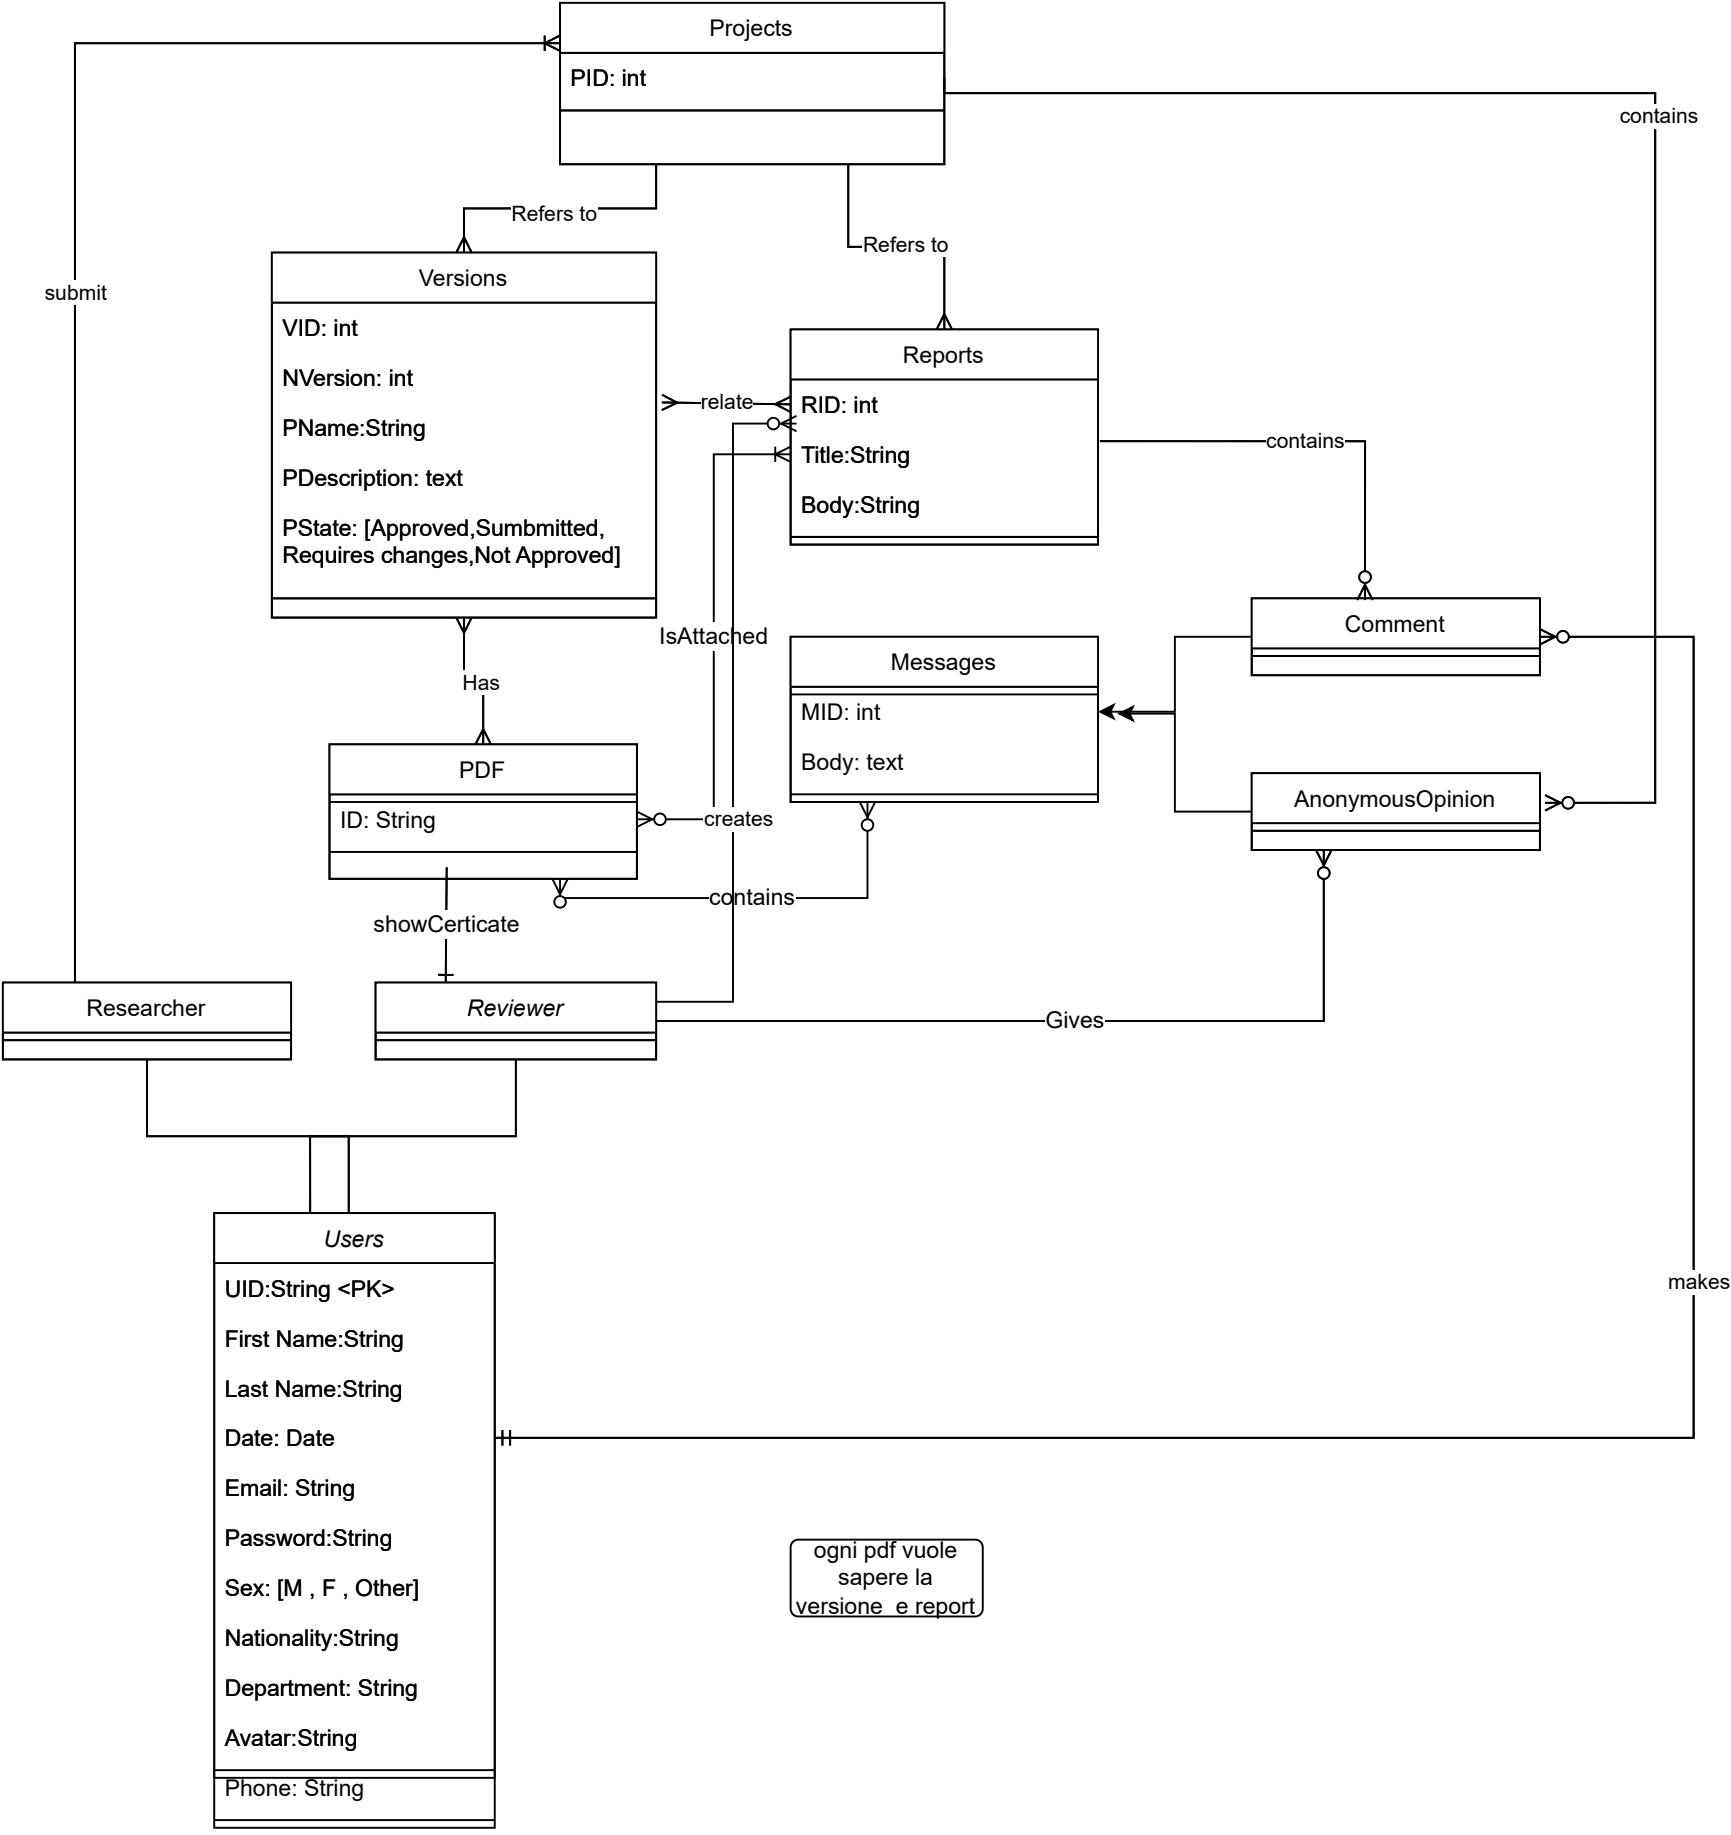 Projects
PID: int
contains
Refers to
Refers to
submit
Versions
VID: int
NVersion: int
PName:String
PDescription: text
PState: [Approved,Sumbmitted,
Requires changes,Not Approved]
relate
Reports
RID: int
Title:String
Body:String
contains
IsAttached
Has
Messages
MID: int
Body: text
Comment
AnonymousOpinion
PDF
ID: String
creates
contains
showCerticate
Researcher
Reviewer
Gives
makes
Users
UID:String <PK>
First Name:String
Last Name:String
Date: Date
Email: String
Password:String
Sex: [M , F , Other]
Nationality:String
Department: String
Avatar:String
Phone: String
ogni pdf vuole
sapere la
versione  e report